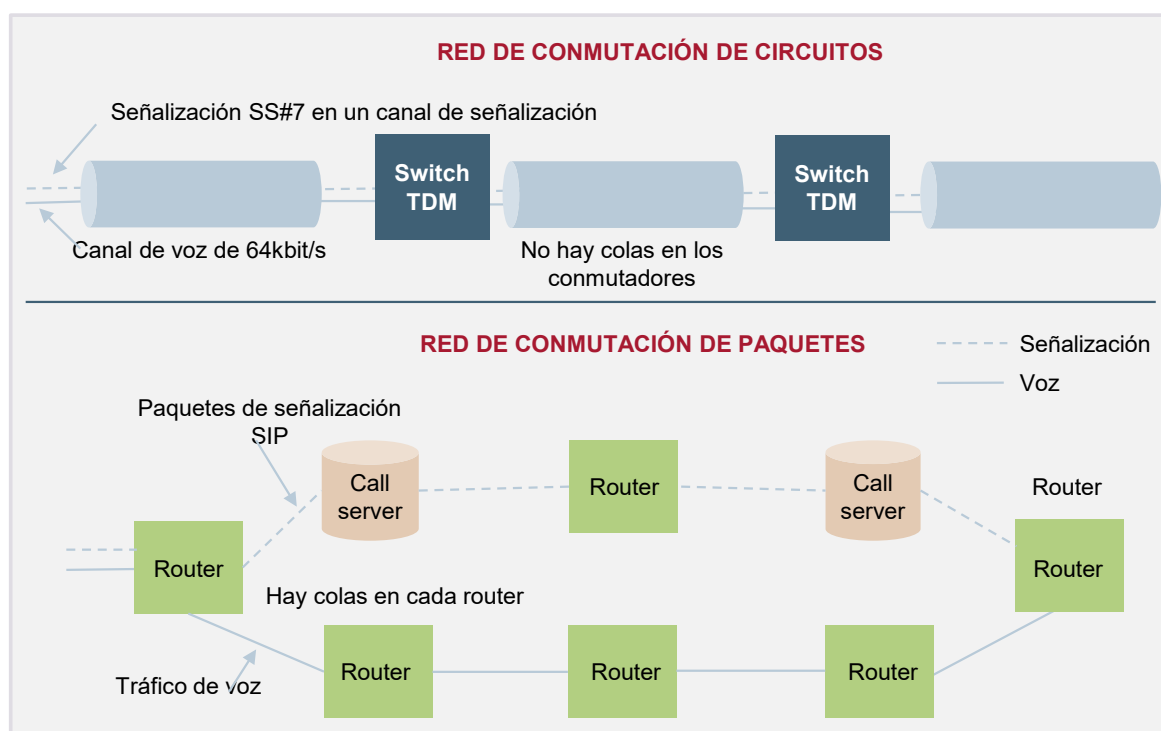 RED DE CONMUTACIÓN DE CIRCUITOS
Señalización SS#7 en un canal de señalización
Switch
TDM
Switch
TDM
Canal de voz de 64kbit/s
No hay colas en los
conmutadores
RED DE CONMUTACIÓN DE PAQUETES
Señalización
Voz
Paquetes de señalización
SIP
Call
server
Router
Call
server
Router
Router
Router
Hay colas en cada router
Router
Router
Router
Tráfico de voz